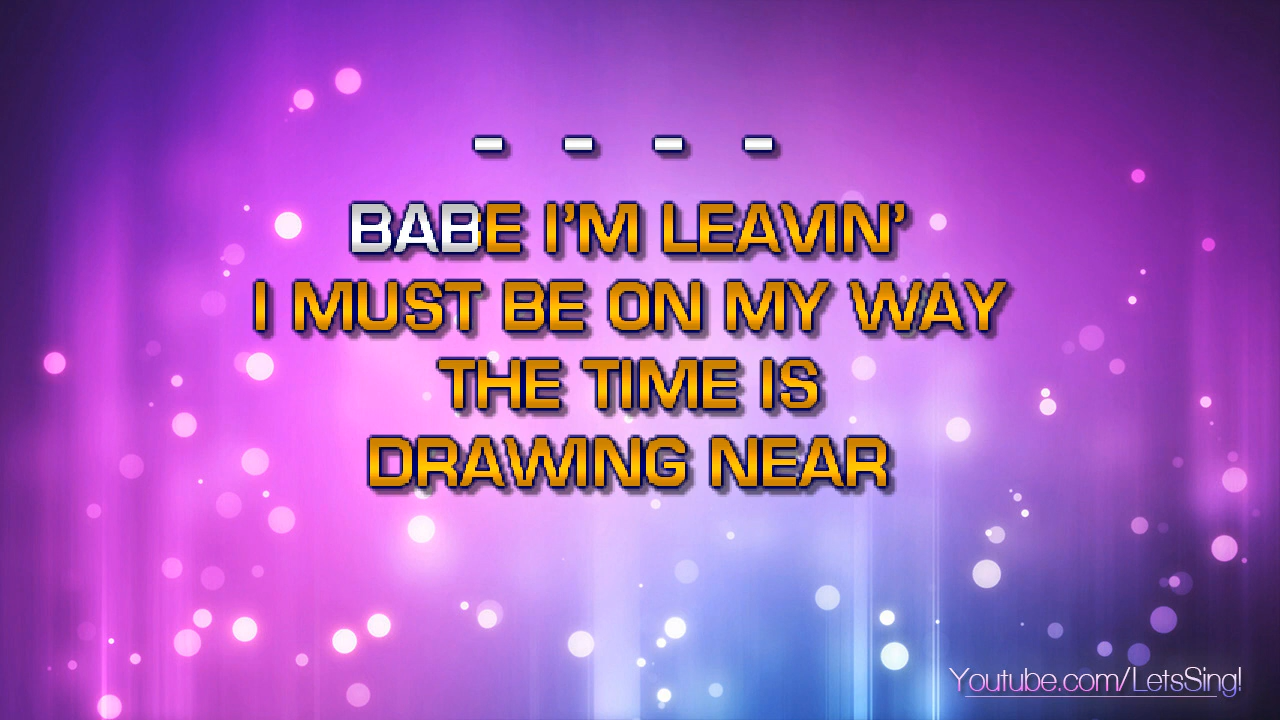 - - - -
BABE I'M LEAVIN'
I MUST BE ON MY WAY
THE TIME IS
DRAWING NEAR
Youtube.com/LetsSing!